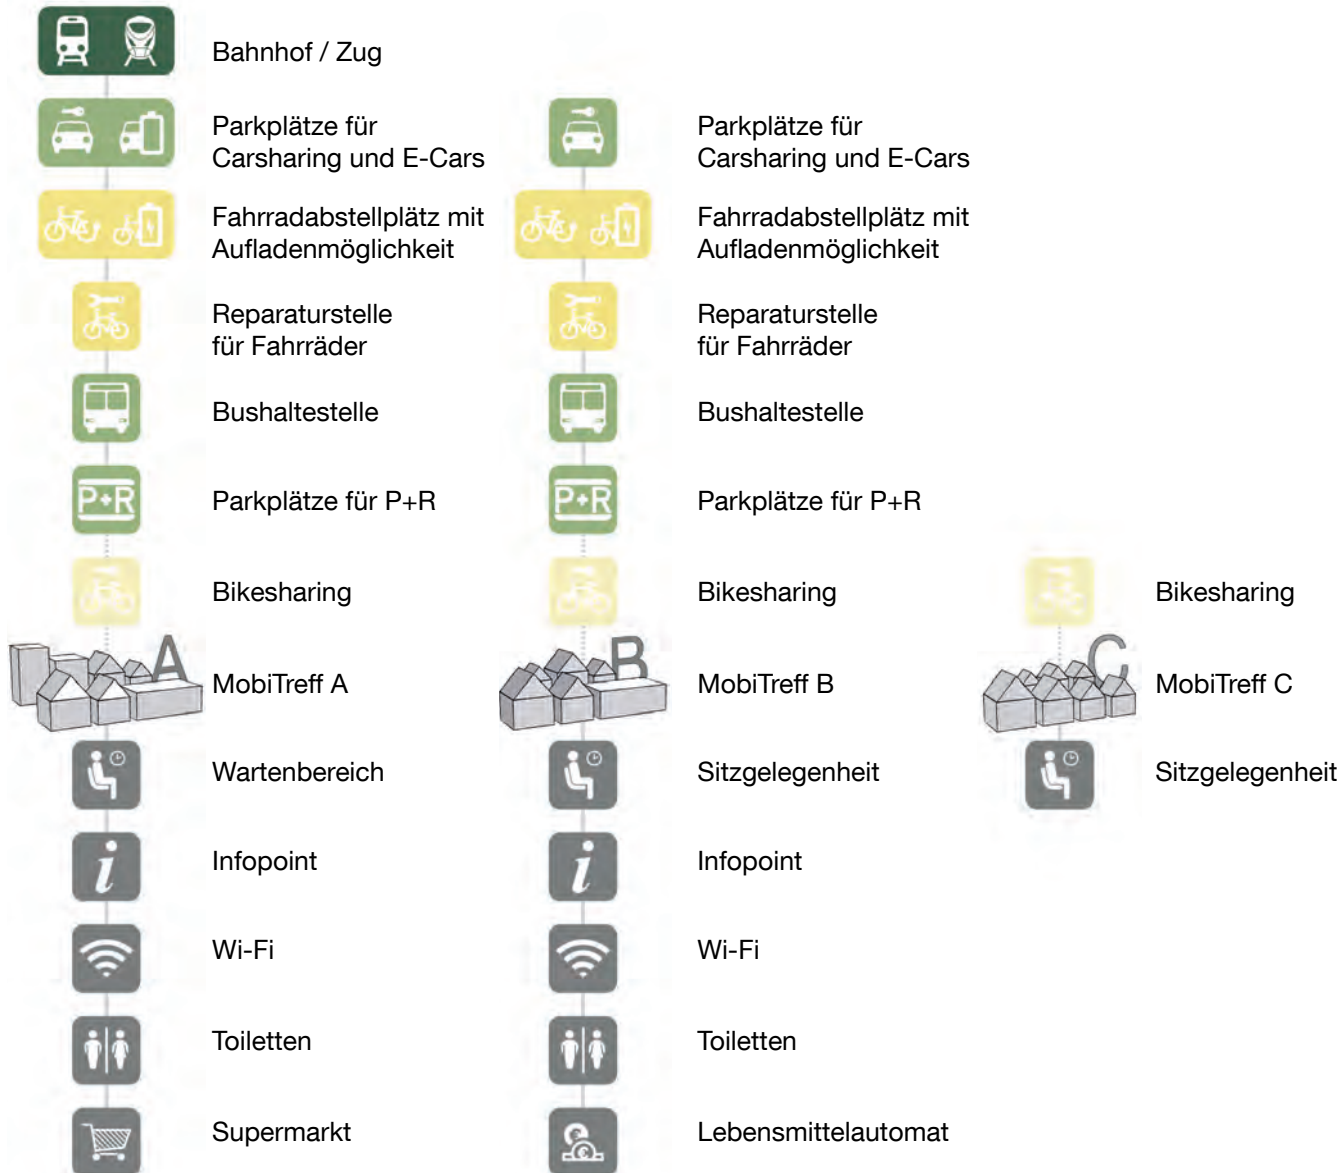 Bahnhof / Zug
Parkplätze für
Carsharing und E-Cars
Fahrradabstellplätz mit
Aufladenmöglichkeit
Reparaturstelle
für Fahrräder
Bushaltestelle
P+R
Parkplätze für P+R
Bikesharing
A
MobiTreff A
Wartenbereich
i
Infopoint
Wi-Fi
Toiletten
Supermarkt
Parkplätze für
Carsharing und E-Cars
Fahrradabstellplätz mit
Aufladenmöglichkeit
Reparaturstelle
für Fahrräder
Bushaltestelle
P+R
Parkplätze für P+R
Bikesharing
B
MobiTreff B
Sitzgelegenheit
i
Infopoint
Wi-Fi
Toiletten
€
Lebensmittelautomat
Bikesharing
C
MobiTreff C
Sitzgelegenheit